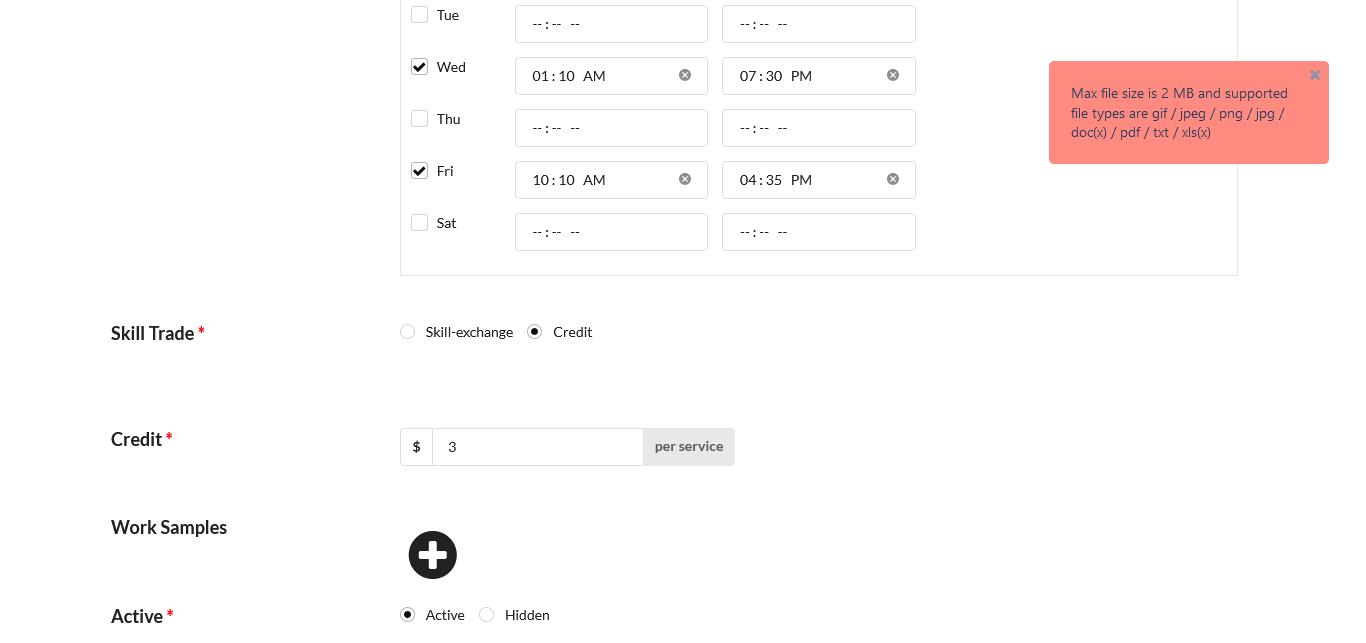 Tue --:-- -- --:-- --
Wed 01:10 AM 07:30 PM
Max file size is 2 MB and supported
file types are gif / jpeg / png / jpg /
doc(x) / pdf / txt / xls(x)
Thu --:-- -- --:-- --
Fri 10:10 AM 04:35 PM
Sat --:-- -- --:-- --
Skill Trade * Skill-exchange Credit
Credit * $ 3 per service
Work Samples
Active * Active Hidden